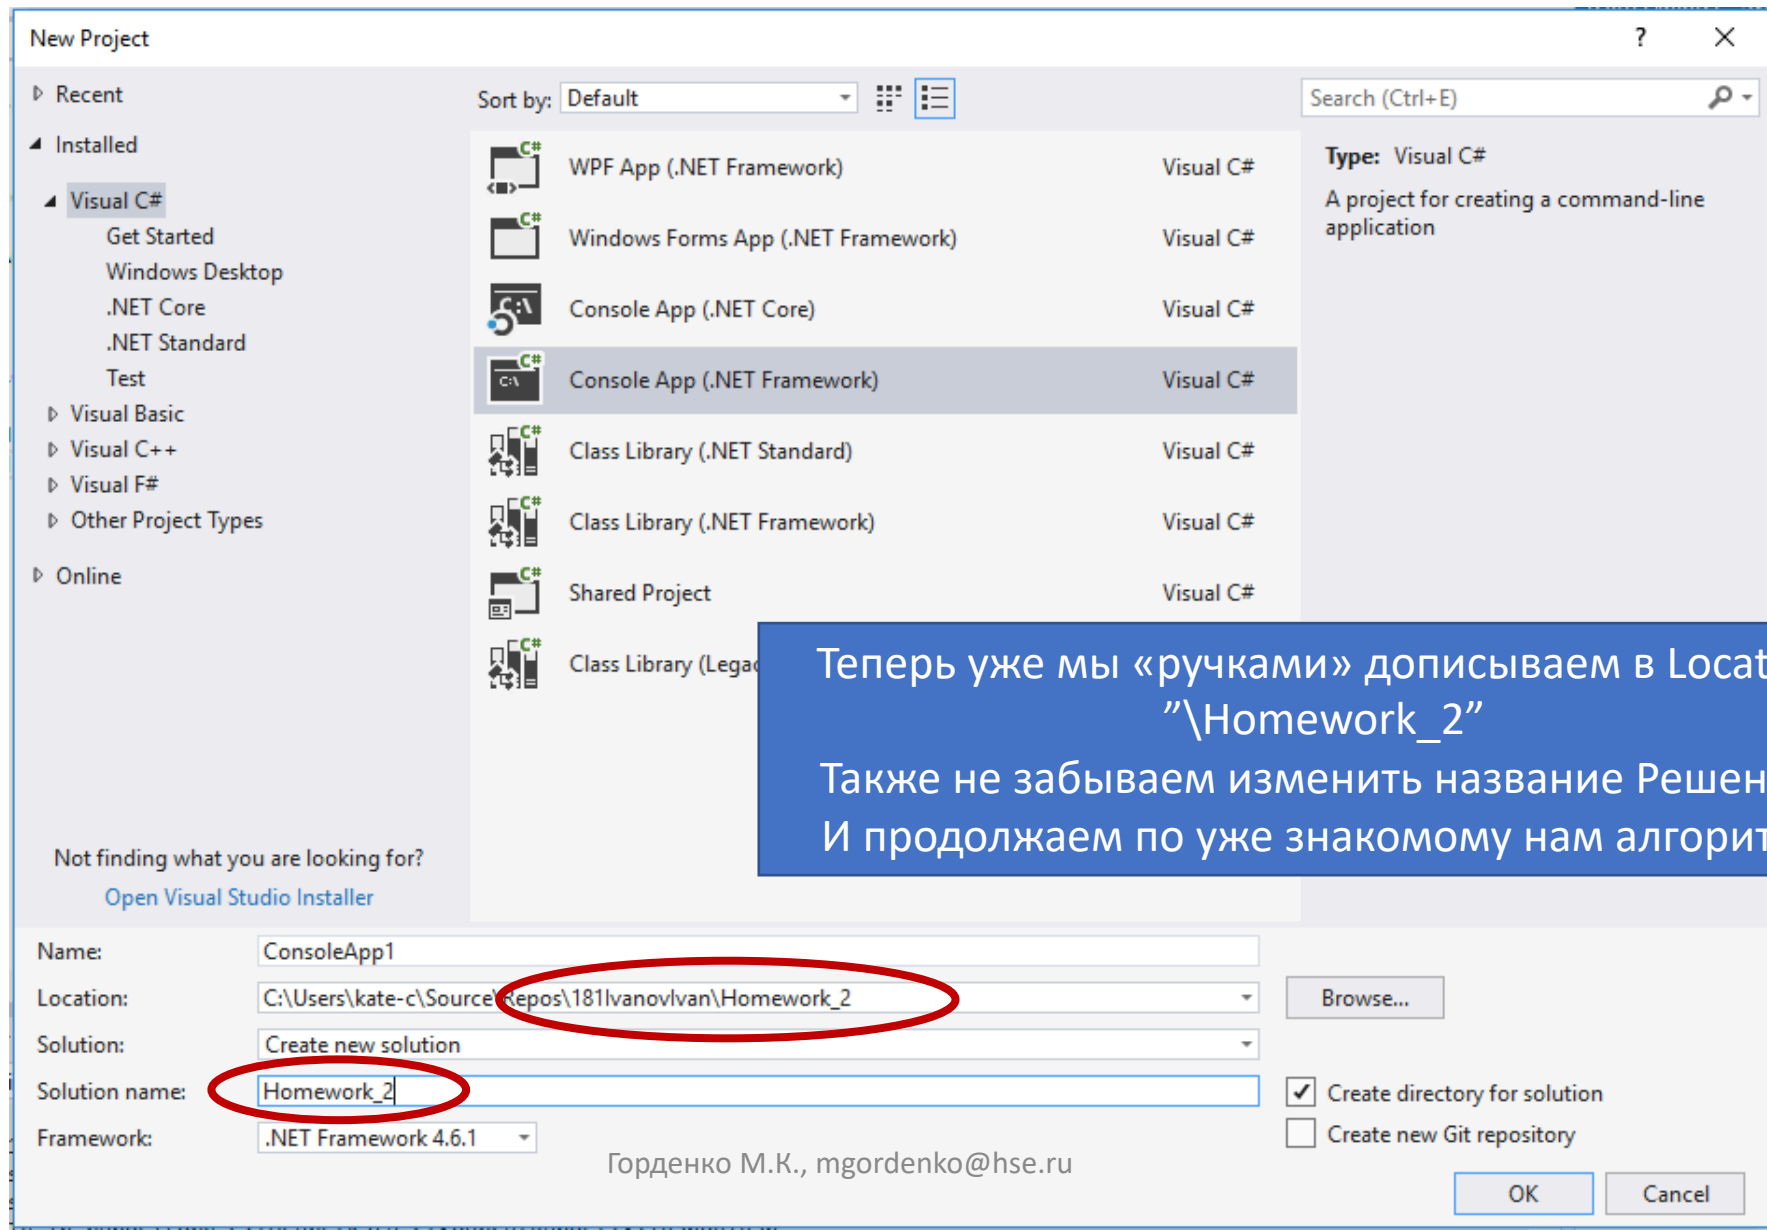 New Project
?
Recent
Installed
Visual C#
Get Started
Windows Desktop
.NET Core
.NET Standard
Test
Visual Basic
Visual C++
Visual F#
Other Project Types
Online
Not finding what you are looking for?
Open Visual Studio Installer
Sort by: Default
WPF App (.NET Framework) Visual C#
Windows Forms App (.NET Framework) Visual C#
Console App (.NET Core) Visual C#
Console App (.NET Framework) Visual C#
Class Library (.NET Standard) Visual C#
Class Library (.NET Framework) Visual C#
Shared Project Visual C#
Class Library (Legac
Search (Ctrl+E)
Type: Visual C#
A project for creating a command-line
application
Теперь уже мы «ручками» дописываем в Locat
”\Homework_2”
Также не забываем изменить название Решен
И продолжаем по уже знакомому нам алгорит
Name: ConsoleApp1
Location: C:\Users\kate-c\Source\Repos\181IvanovIvan\Homework_2
Browse...
Solution: Create new solution
Solution name: Homework_2
Create directory for solution
Framework: .NET Framework 4.6.1
Create new Git repository
Горденко М.К., mgordenko@hse.ru
OK
Cancel